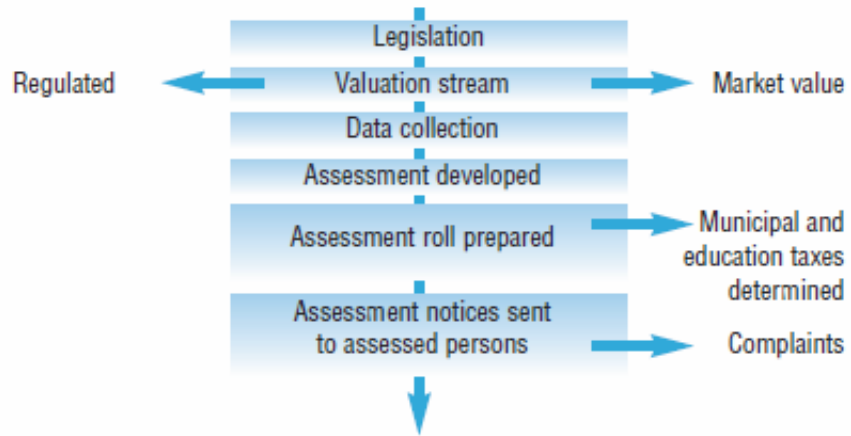 Legislation
Regulated
Valuation stream
Market value
Data collection
Assessment developed
Assessment roll prepared
Municipal and
education taxes
determined
Assessment notices sent
to assessed persons
Complaints